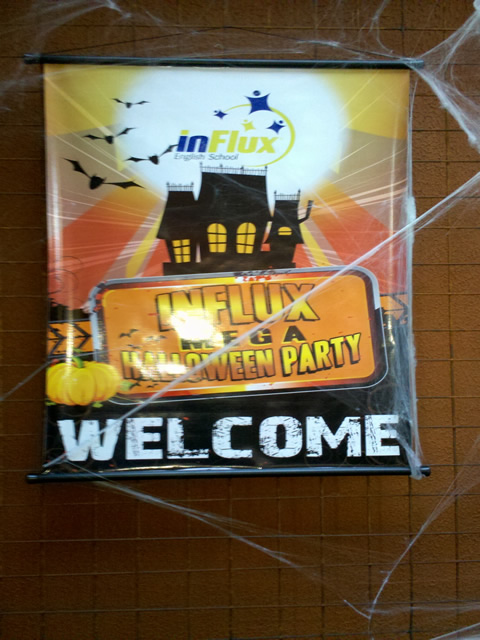 inFlux
English School
INFLUX
MEGA
HALLOWEEN PARTY
WELCOME